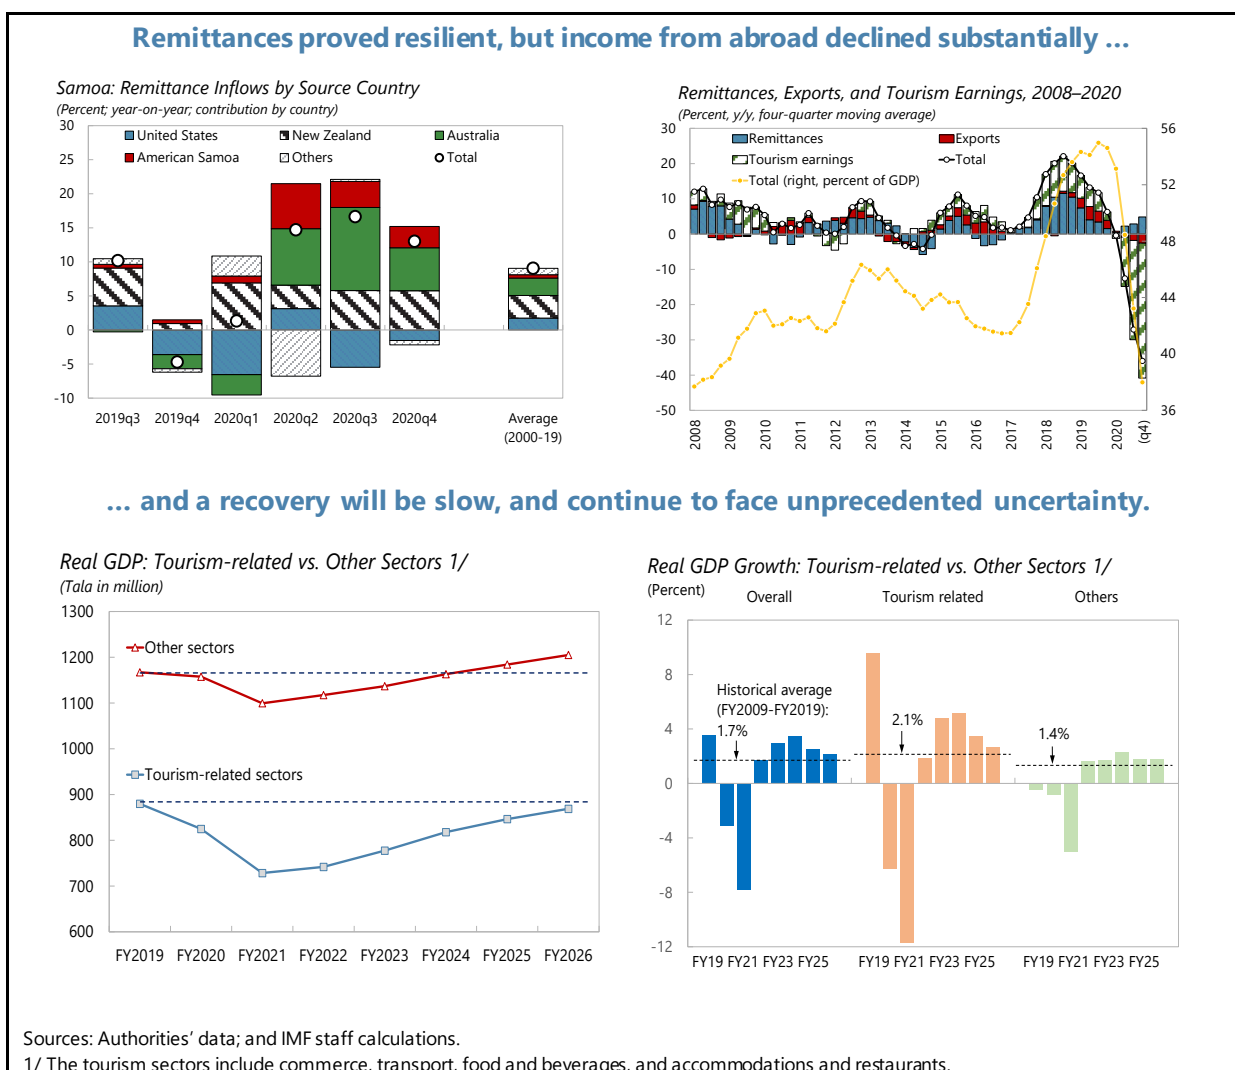 Remittances proved resilient, but income from abroad declined substantially …
Samoa: Remittance Inflows by Source Country
(Percent; year-on-year; contribution by country)
30
25
20
15
10
5
0
-5
-10
United States
New Zealand
Australia
American Samoa
Others
Total
2019q3
2019q4
2020q1
2020q2
2020q3
2020q4
Average
(2000-19)
Remittances, Exports, and Tourism Earnings, 2008–2020
(Percent, y/y, four-quarter moving average)
30
20
10
0
-10
-20
-30
-40
-50
Remittances
Exports
Tourism earnings
Total
Total (right, percent of GDP)
56
52
48
44
40
36
2008
2009
2010
2011
2012
2013
2014
2015
2016
2017
2018
2019
2020
(q4)
… and a recovery will be slow, and continue to face unprecedented uncertainty.
Real GDP: Tourism-related vs. Other Sectors 1/
(Tala in million)
1300
1200
1100
1000
900
800
700
600
Other sectors
Tourism-related sectors
FY2019
FY2020
FY2021
FY2022
FY2023
FY2024
FY2025
FY2026
Real GDP Growth: Tourism-related vs. Other Sectors 1/
(Percent)
Overall
Tourism related
Others
12
8
4
0
-4
-8
-12
Historical average
(FY2009-FY2019):
1.7%
2.1%
1.4%
FY19 FY21 FY23 FY25
FY19 FY21 FY23 FY25
FY19 FY21 FY23 FY25
Sources: Authorities’ data; and IMF staff calculations.
1/ The tourism sectors include commerce, transport, food and beverages, and accommodations and restaurants.